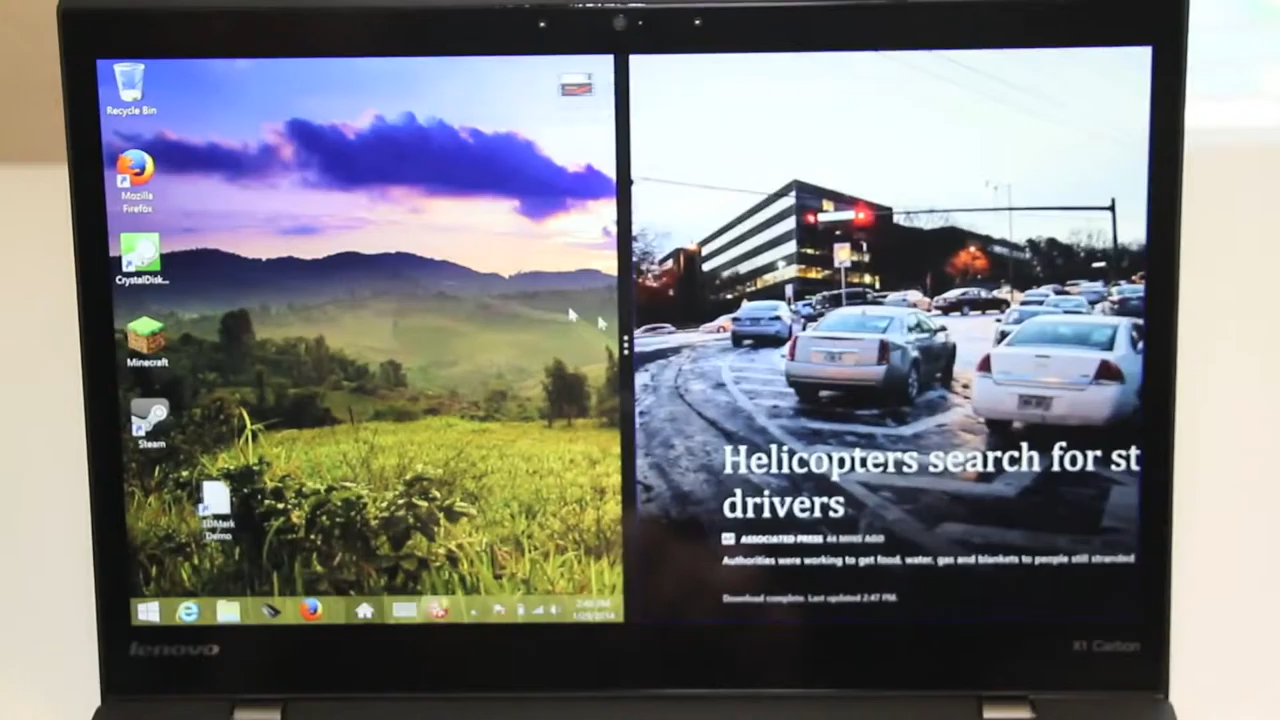 Recycle Bin
Mozilla
Firefox
CrystalDisk...
Minecraft
Steam
Demo
Helicopters search for st
drivers
ASSOCIATED PRESS 44 MINS AGO
Authorities were working to get food, water, gas and blankets to people still stranded
Download complete. Last updated 2:47 PM.
lenovo
X1 Carbon